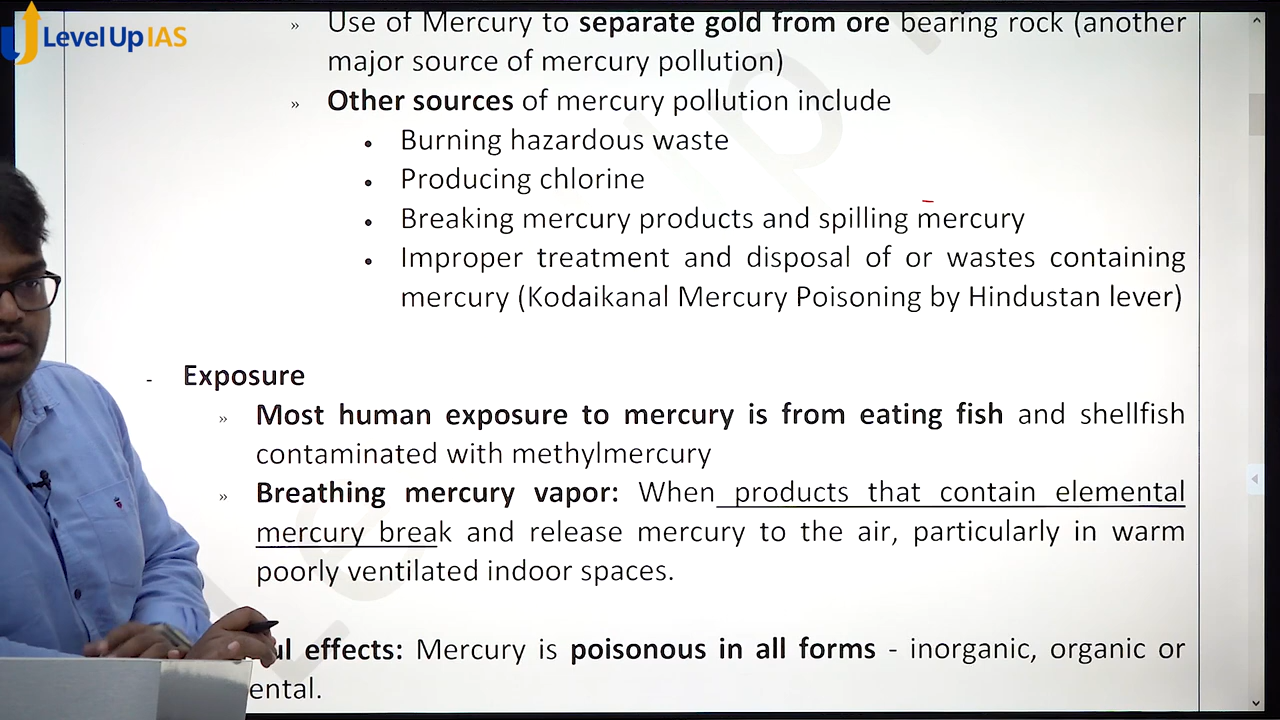 Level Up IAS
» Use of Mercury to separate gold from ore bearing rock (another
major source of mercury pollution)
» Other sources of mercury pollution include
• Burning hazardous waste
• Producing chlorine
• Breaking mercury products and spilling mercury
• Improper treatment and disposal of or wastes containing
mercury (Kodaikanal Mercury Poisoning by Hindustan lever)
- Exposure
» Most human exposure to mercury is from eating fish and shellfish
contaminated with methylmercury
» Breathing mercury vapor: When products that contain elemental
mercury break and release mercury to the air, particularly in warm
poorly ventilated indoor spaces.
ul effects: Mercury is poisonous in all forms - inorganic, organic or
ental.